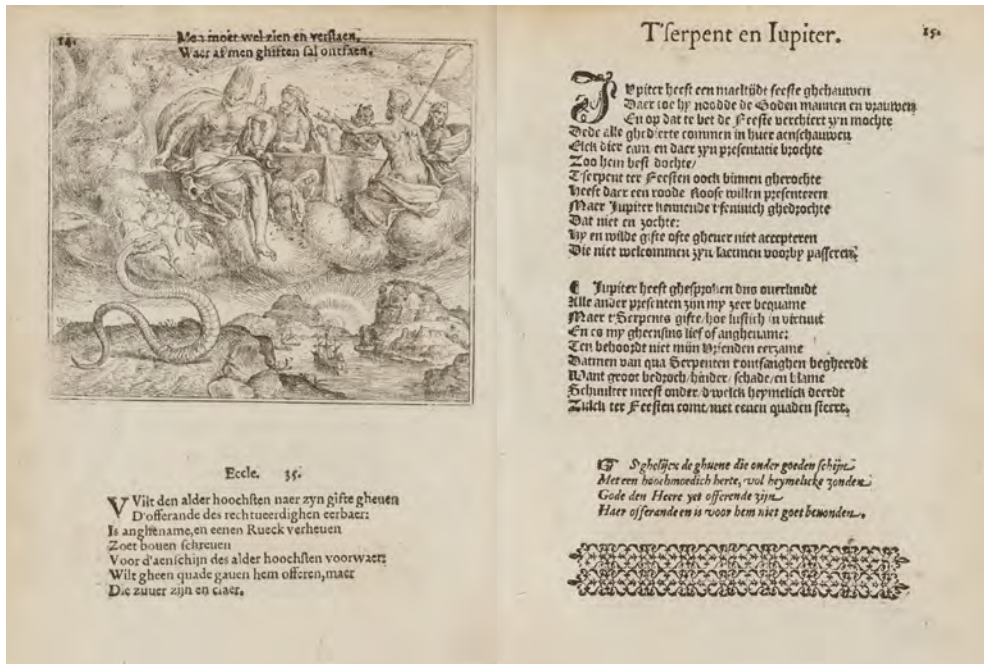 14.
Men moet wel zien en verstaen,
Waer af men ghiften sal ontfaen.
Eccle. 35.
VVilt den alder hoochsten naer zyn gifte gheuen
D'offerande des rechtueerdighen eerbaer:
Is anghename, en eenen Rueck verheuen
Zoet bouen schreuen
Voor d'aenschijn des alder hoochsten voorwaer:
Wilt gheen quade gauen hem offeren, maer
Die zuuer zijn en claer.
T'serpent en Iupiter.
15.
Jupiter heeft een maeltijdt feeste ghehauwen
Daer toe hy noodde de Goden mannen en vrauwen
En op dat te bet de Feeste verchiert zyn mochte
Dede alle ghedierte commen in huer aenschauwen
Elck dier cam en daer zyn presentatie brochte
Zoo hem best dochte/
T'serpent ter Feesten oock binnen gherochte
Heeft daer een roode Roose willen presenteren
Maer Jupiter kennende t'fenninich ghedrochte
Dat niet en zochte:
Hy en wilde gifte ofte gheuer niet accepteren
Die niet welcommen zyn laetmen voorby passeren.
Jupiter heeft ghesproken dus ouerluudt
Alle ander presenten zijn my zeer bequame
Maer t'Serpents gifte/ hoe lustich in virtuut
En es my gheensins lief of anghename:
Ten behoordt niet mijn Vrienden eerzame
Datmen van qua Serpenten t'ontfanghen begheerdt
Want groot bedroch/ hinder/ schade/ en blame
Schuulter meest onder/ d'welck heymelick deerdt
Zulck ter Feesten comt/ met eenen quaden steert.
☞ S'ghelijcx de ghuene die onder goeden schijn
Met een hoochmoedich herte, vol heymelicke zonden
Gode den Heere yet offerende zijn
Haer offerande en is voor hem niet goet beuonden.